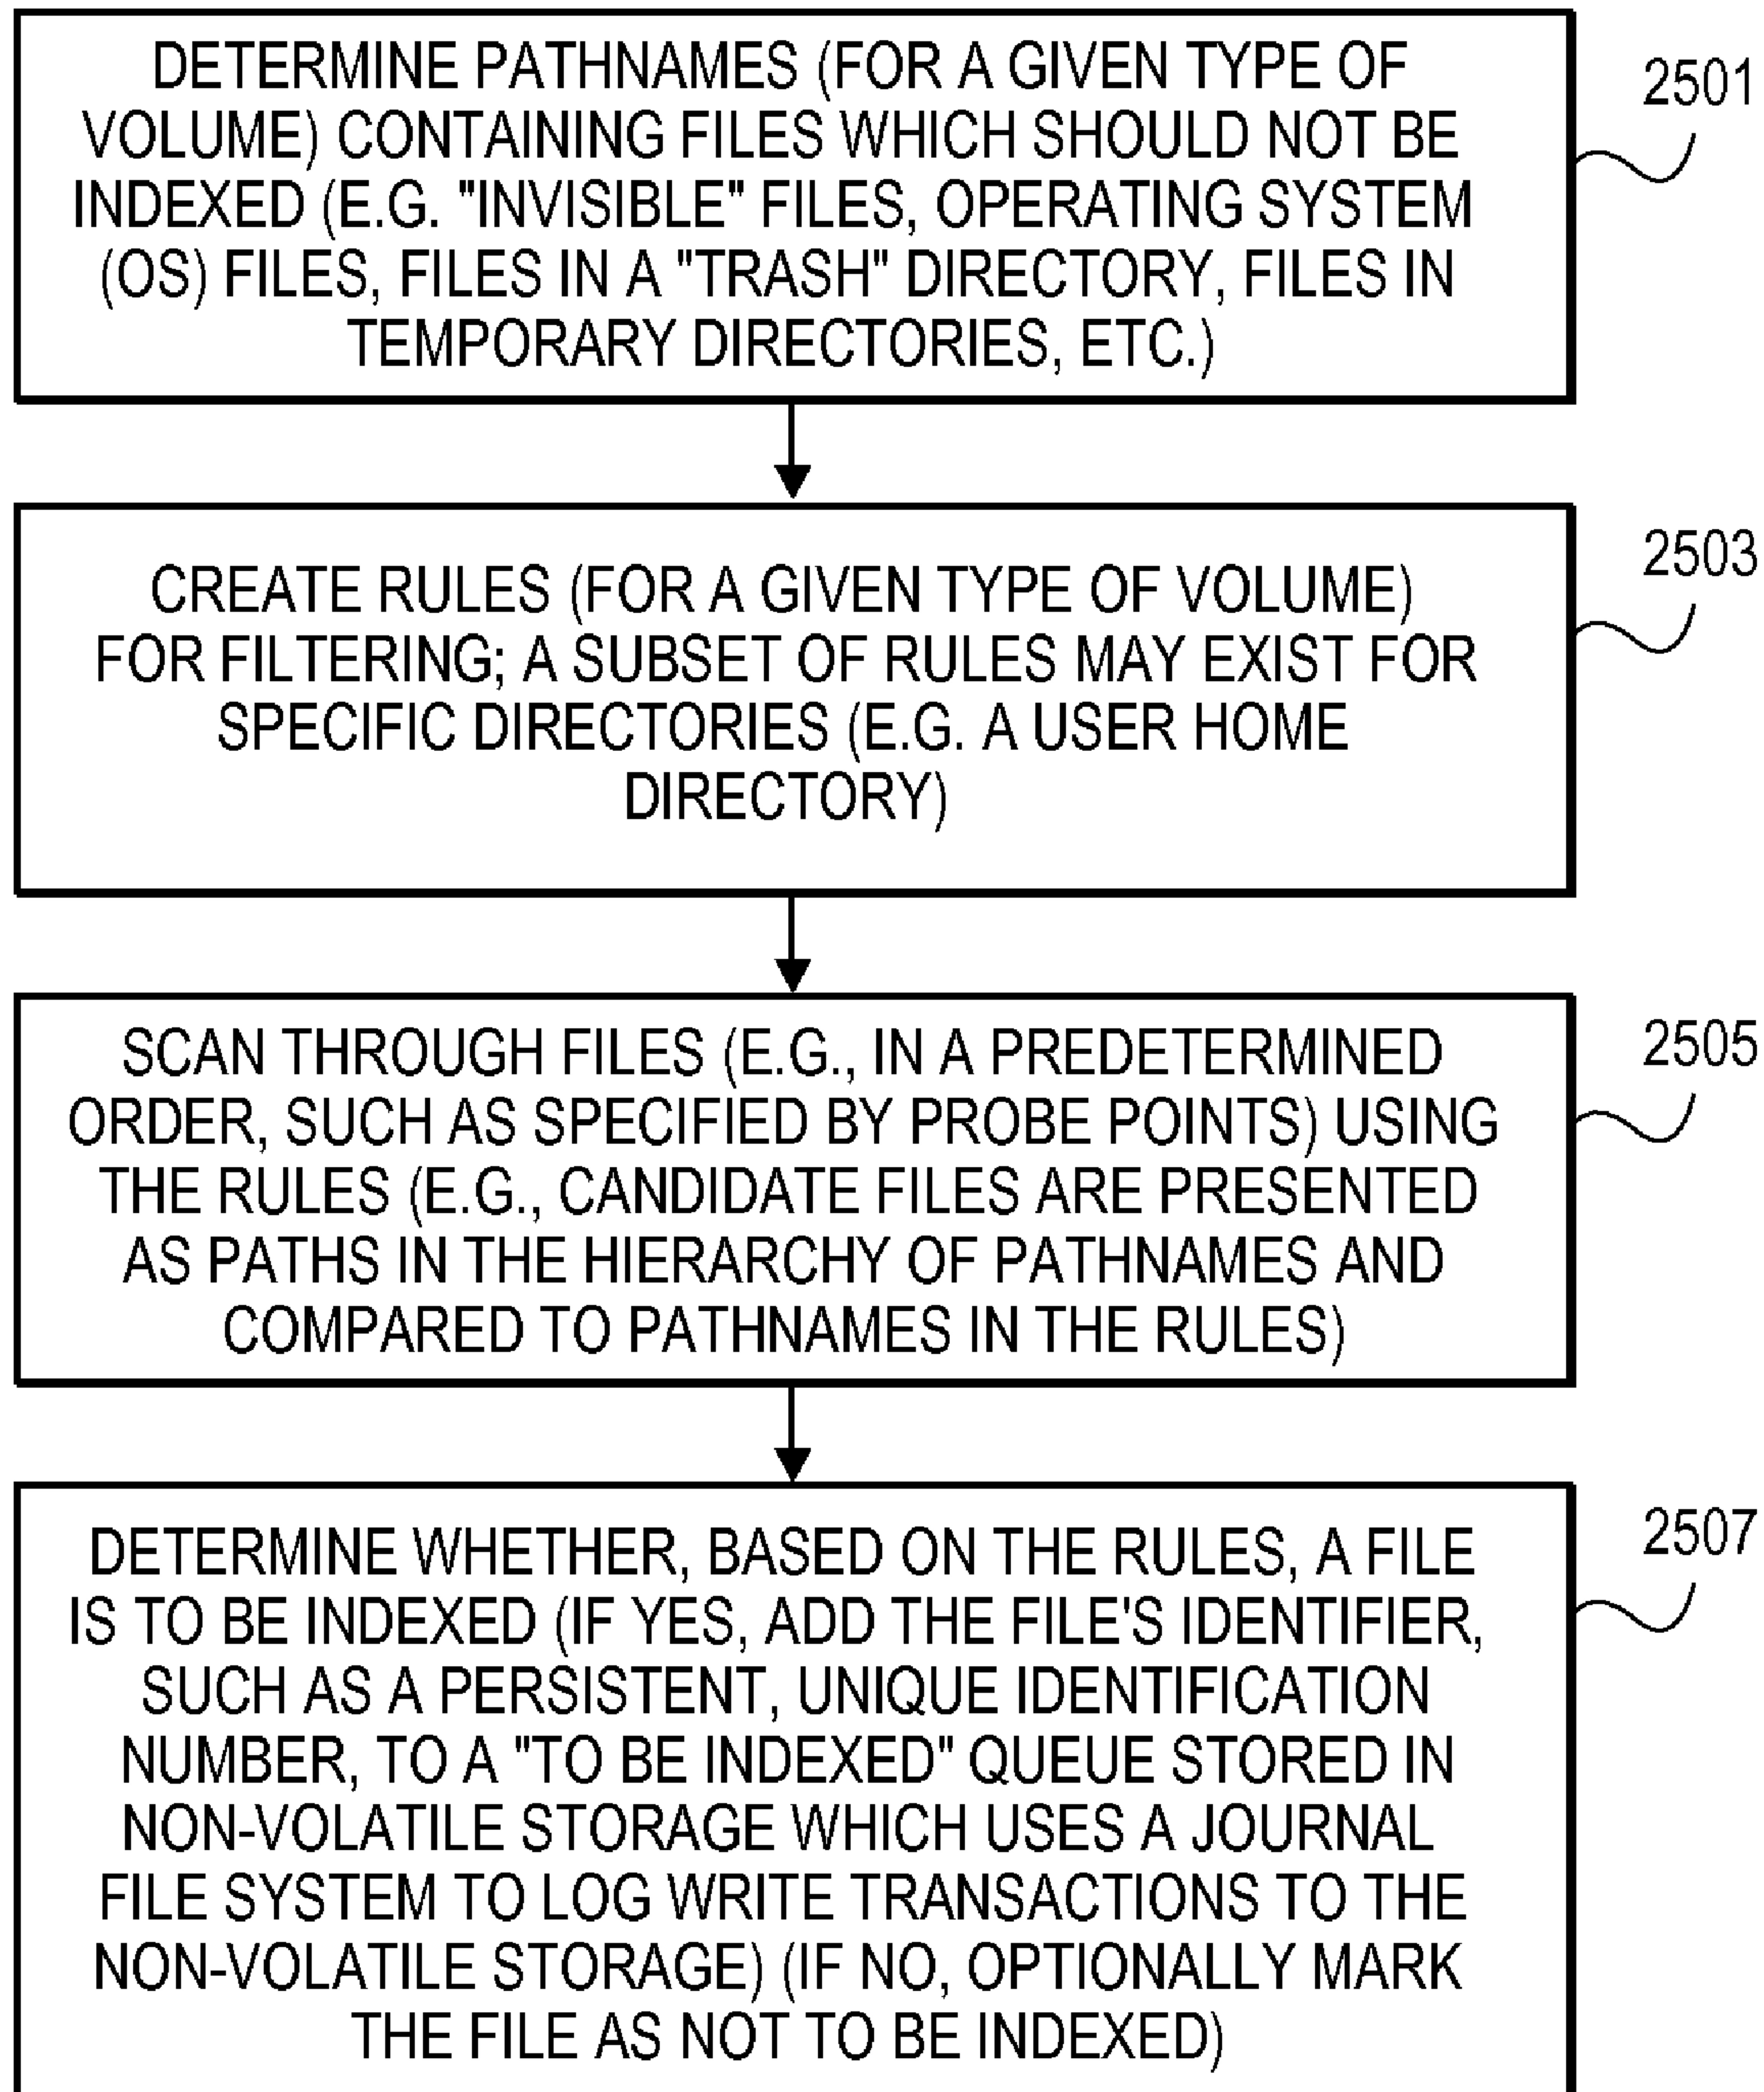 DETERMINE PATHNAMES (FOR A GIVEN TYPE OF
VOLUME) CONTAINING FILES WHICH SHOULD NOT BE
INDEXED (E.G. "INVISIBLE" FILES, OPERATING SYSTEM
(OS) FILES, FILES IN A "TRASH" DIRECTORY, FILES IN
TEMPORARY DIRECTORIES, ETC.)
2501
CREATE RULES (FOR A GIVEN TYPE OF VOLUME)
FOR FILTERING; A SUBSET OF RULES MAY EXIST FOR
SPECIFIC DIRECTORIES (E.G. A USER HOME
DIRECTORY)
2503
SCAN THROUGH FILES (E.G., IN A PREDETERMINED
ORDER, SUCH AS SPECIFIED BY PROBE POINTS) USING
THE RULES (E.G., CANDIDATE FILES ARE PRESENTED
AS PATHS IN THE HIERARCHY OF PATHNAMES AND
COMPARED TO PATHNAMES IN THE RULES)
2505
DETERMINE WHETHER, BASED ON THE RULES, A FILE
IS TO BE INDEXED (IF YES, ADD THE FILE'S IDENTIFIER,
SUCH AS A PERSISTENT, UNIQUE IDENTIFICATION
NUMBER, TO A "TO BE INDEXED" QUEUE STORED IN
NON-VOLATILE STORAGE WHICH USES A JOURNAL
FILE SYSTEM TO LOG WRITE TRANSACTIONS TO THE
NON-VOLATILE STORAGE) (IF NO, OPTIONALLY MARK
THE FILE AS NOT TO BE INDEXED)
2507